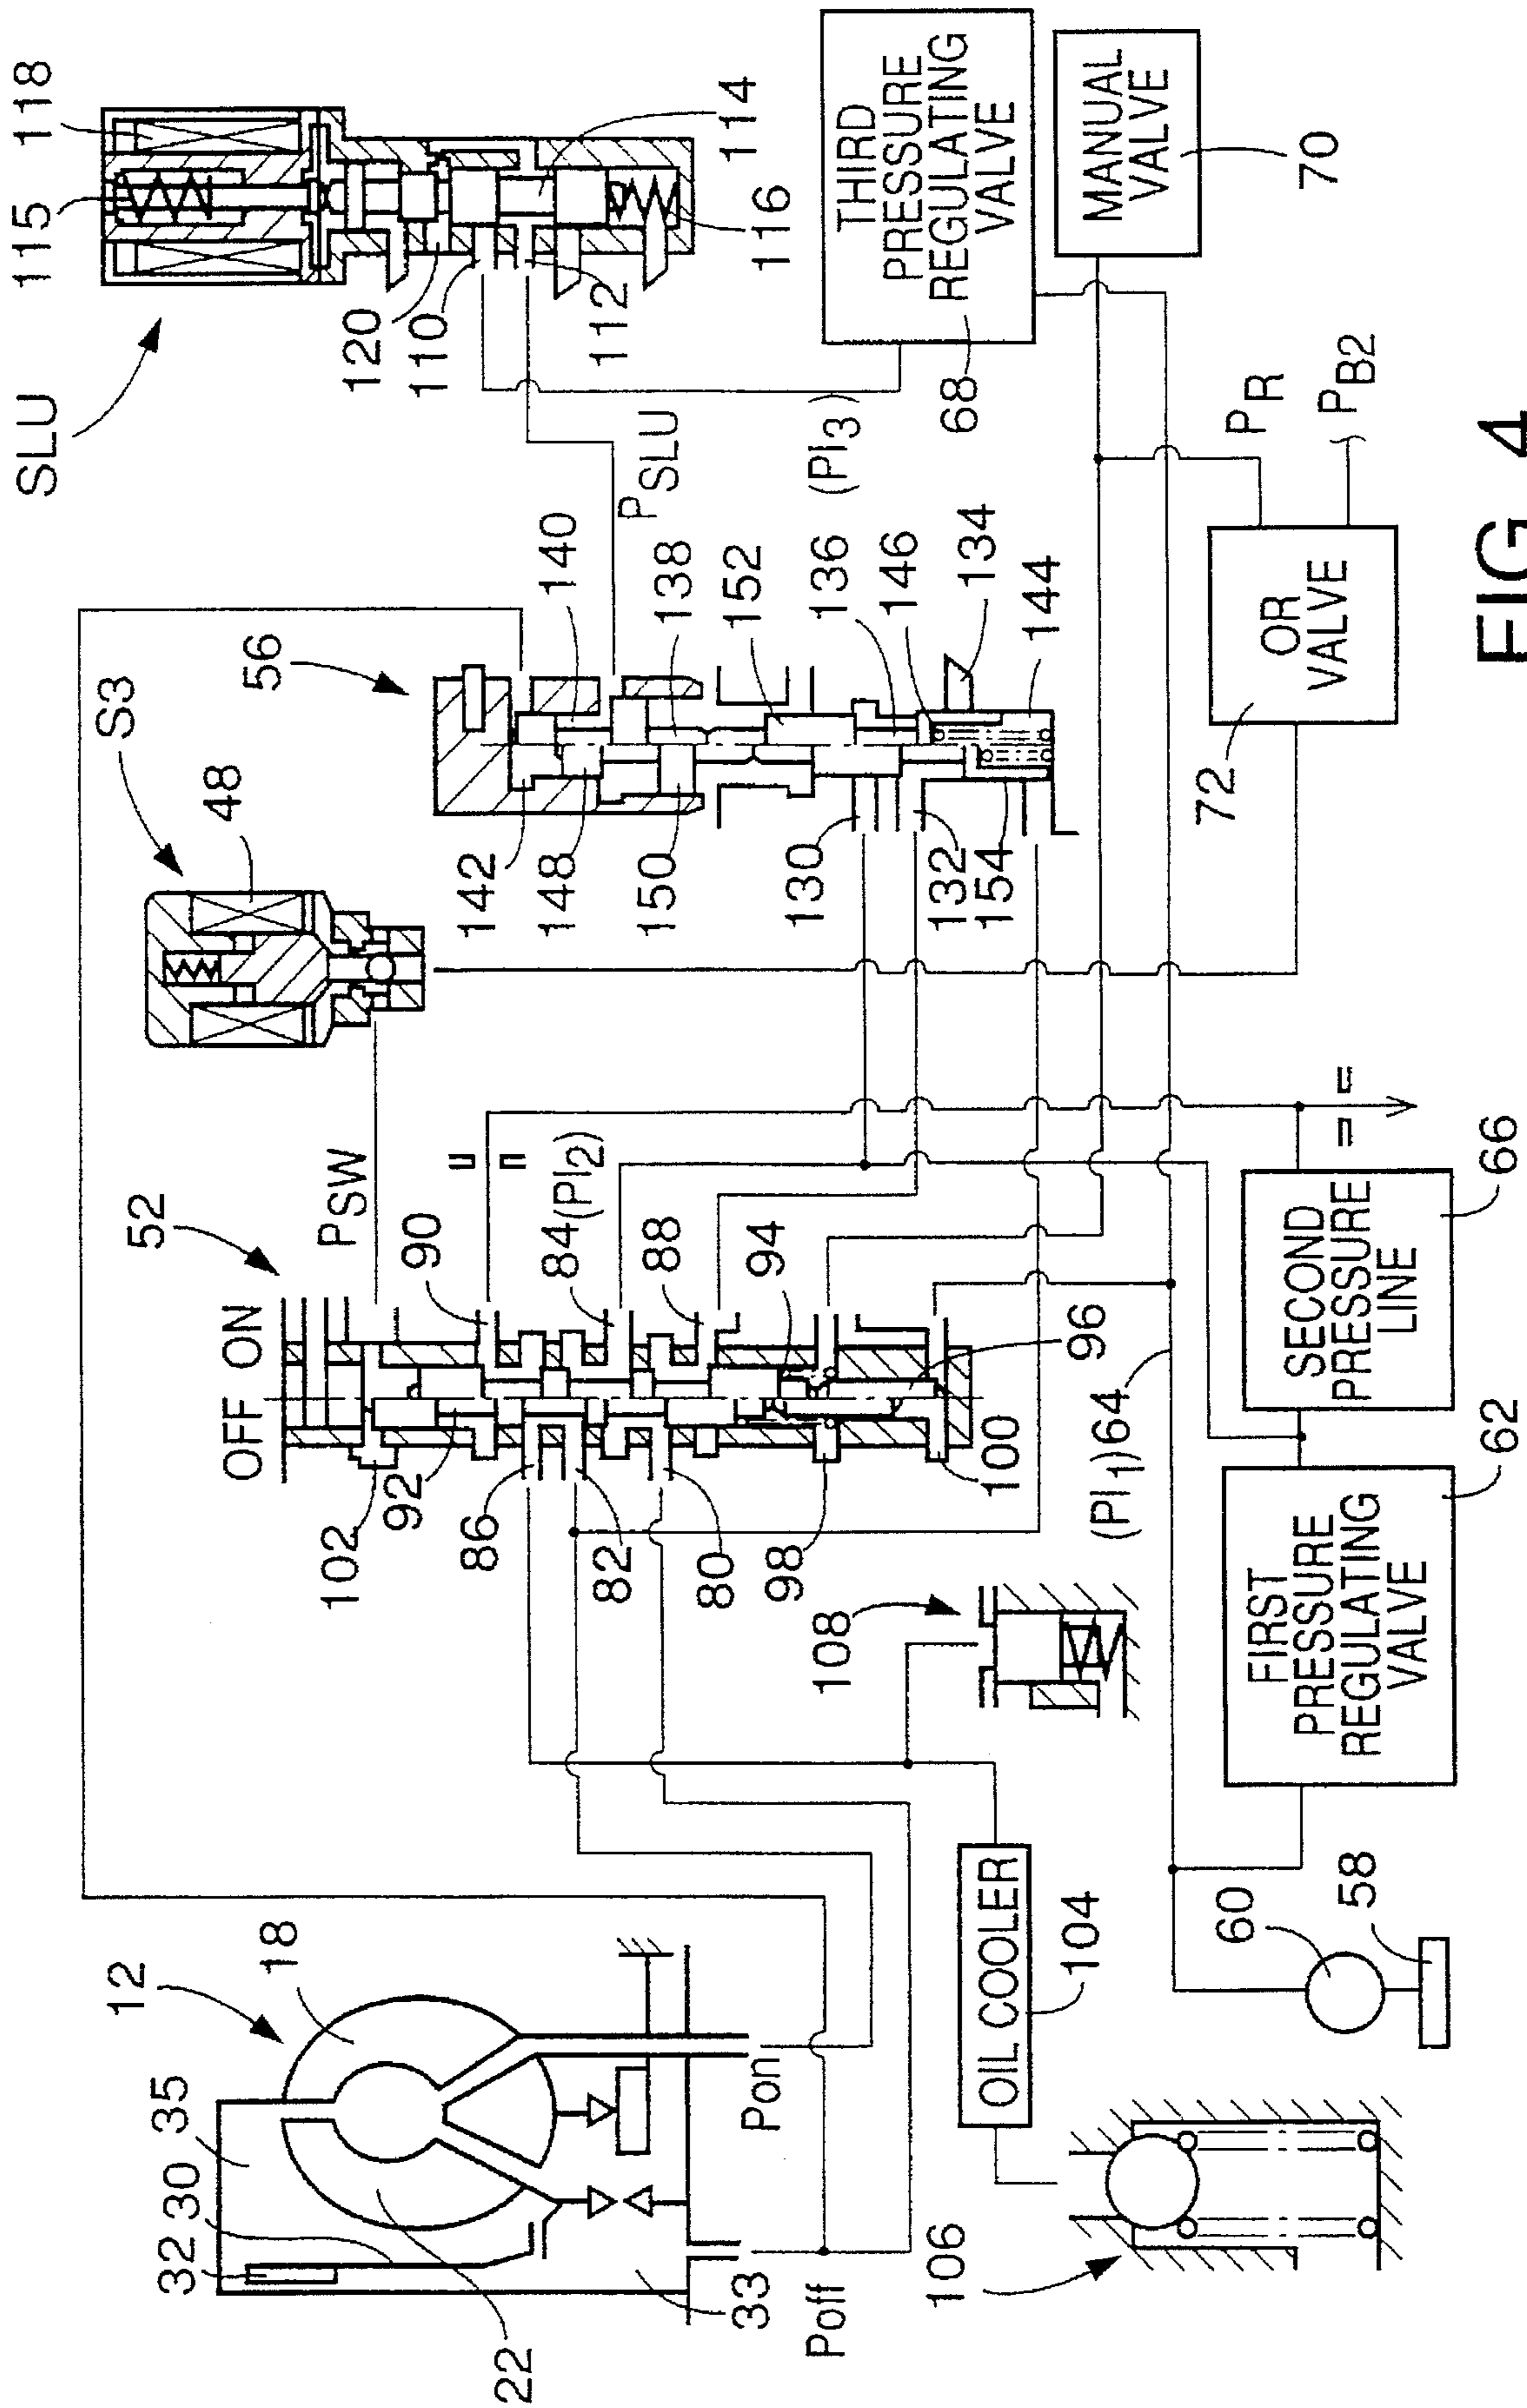 SLU
115
118
S3
12
52
48
35
18
PSW
OFF
ON
56
32
30
102
92
90
120
110
22
142
140
86
84(Pl2)
148
82
88
PSLU
112
138
150
33
80
94
152
114
Pon
98
130
136
116
Poff
108
132
146
(Pl3)
154
134
68
THIRD
PRESSURE
REGULATING
VALVE
106
OIL COOLER
104
100
96
144
(Pl1)64
MANUAL
VALVE
60
72
PR
70
58
FIRST
PRESSURE
REGULATING
VALVE
SECOND
PRESSURE
LINE
OR
VALVE
PB2
62
66
FIG. 4